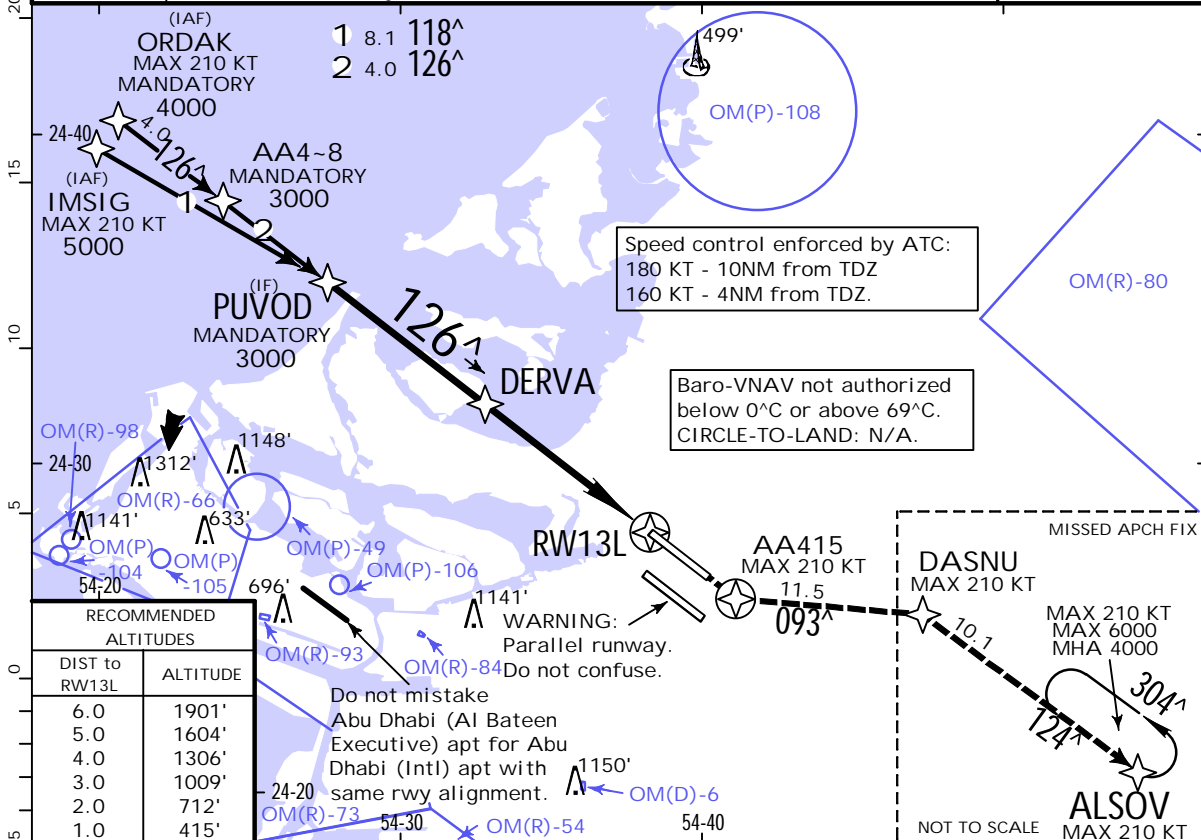 20
15
10
5
0
5
(IAF)
ORDAK
MAX 210 KT
MANDATORY
4000
1 8.1 118^
2 4.0 126^
499'
OM(P)-108
24-40
4.0
126^
AA4~8
MANDATORY
3000
(IAF)
IMSIG
MAX 210 KT
5000
1
2
Speed control enforced by ATC:
180 KT - 10NM from TDZ
160 KT - 4NM from TDZ.
OM(R)-80
(IF)
PUVOD
MANDATORY
3000
126^
DERVA
Baro-VNAV not authorized
below 0^C or above 69^C.
CIRCLE-TO-LAND: N/A.
OM(R)-98
24-30
1312'
1148'
OM(R)-66
1141'
633'
OM(P)
-104
OM(P)
-105
OM(P)-49
OM(P)-106
54-20
696'
1141'
OM(R)-93
OM(R)-84
RW13L
AA415
MAX 210 KT
11.5
093^
WARNING:
Parallel runway.
Do not confuse.
MISSED APCH FIX
DASNU
MAX 210 KT
10.1
MAX 210 KT
MAX 6000
MHA 4000
304^
124^
ALSOV
MAX 210 KT
NOT TO SCALE
Do not mistake
Abu Dhabi (Al Bateen
Executive) apt for Abu
Dhabi (Intl) apt with
same rwy alignment.
1150'
OM(D)-6
24-20
OM(R)-73
54-30
OM(R)-54
54-40
RECOMMENDED
ALTITUDES
DIST to
RW13L
ALTITUDE
6.0 1901'
5.0 1604'
4.0 1306'
3.0 1009'
2.0 712'
1.0 415'